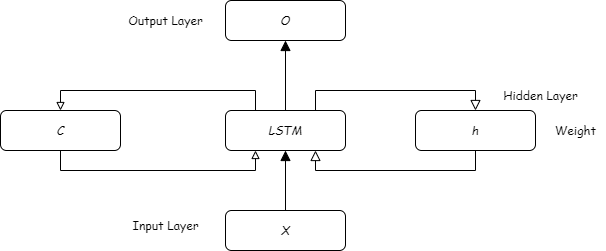 Output Layer
O
Hidden Layer
C
LSTM
h
Weight
Input Layer
X